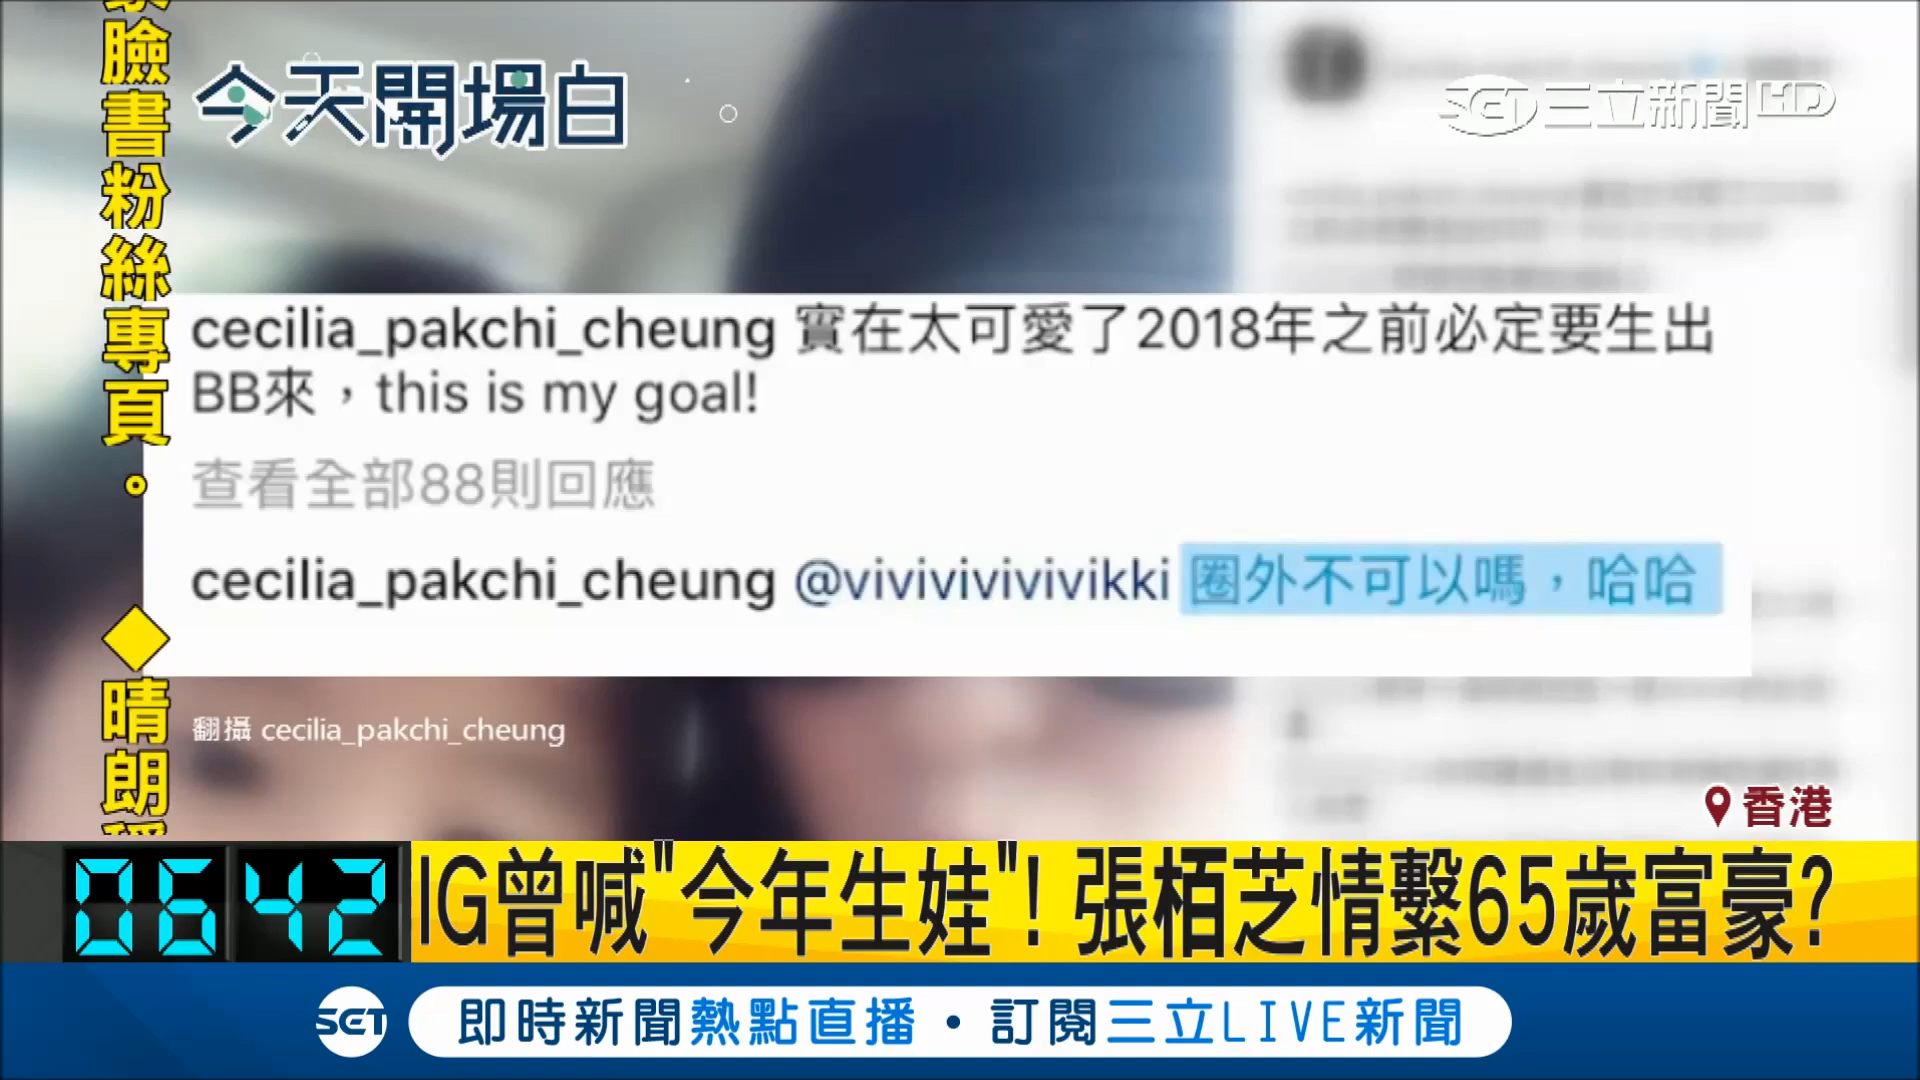 臉書粉絲專頁。 ◆晴朗
今天開場白
SET三立新聞HD
cecilia_pakchi_cheung 實在太可愛了2018年之前必定要生出
BB來，this is my goal!
查看全部88則回應
cecilia_pakchi_cheung @vivivivivivikki 圈外不可以嗎，哈哈
翻攝 cecilia_pakchi_cheung
香港
0642
IG曾喊"今年生娃"! 張栢芝情繫65歲富豪?
SET 即時新聞熱點直播・訂閱三立LIVE新聞